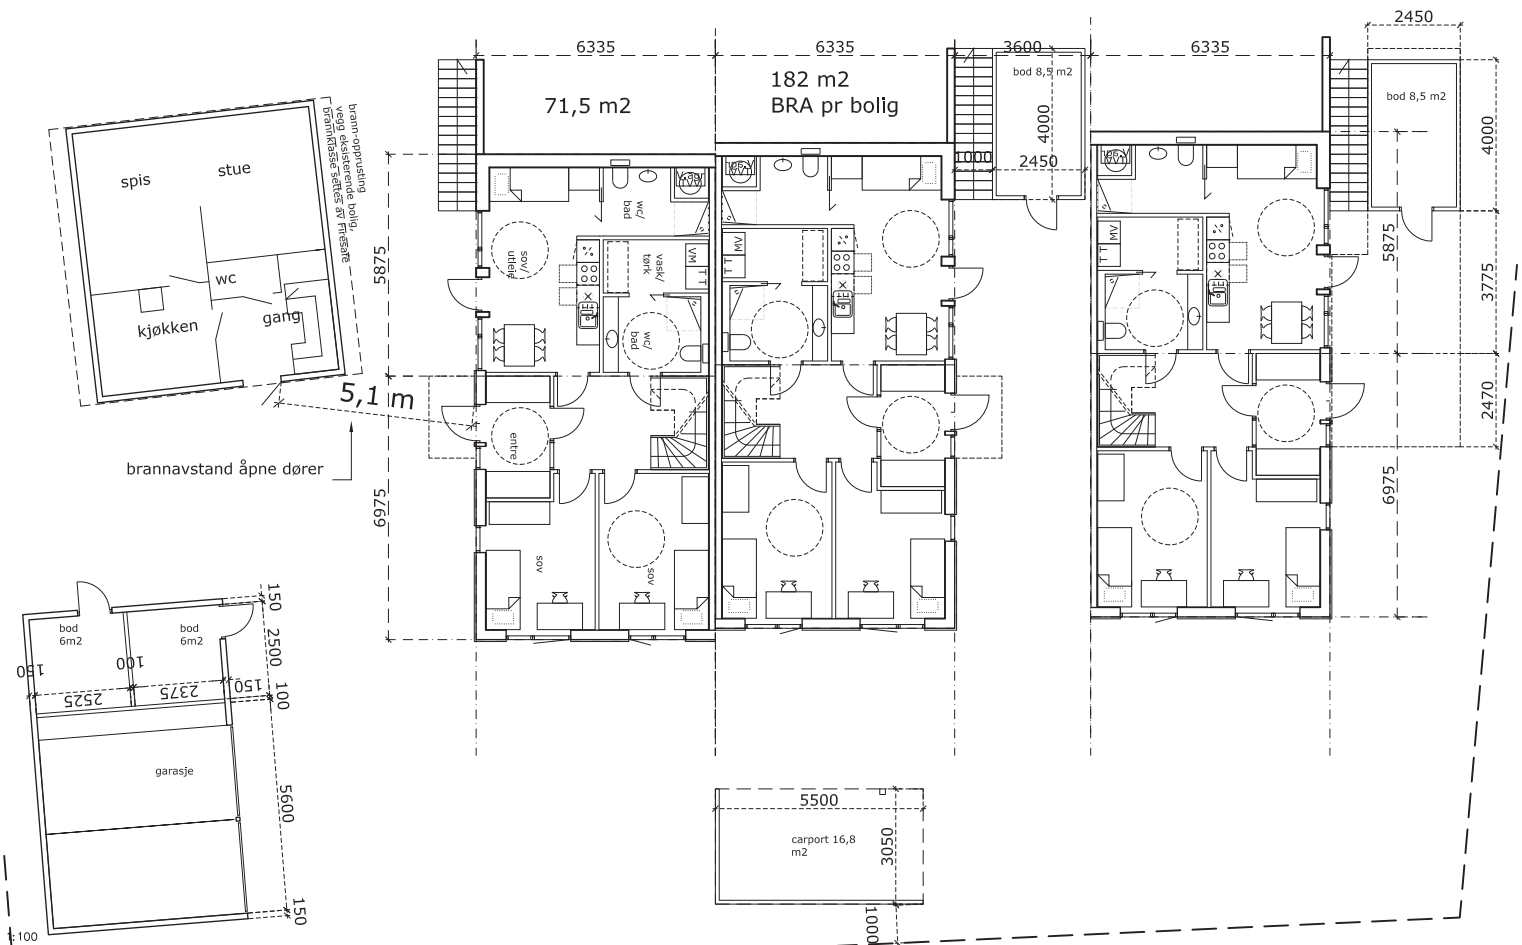 6335
6335
3600
6335
2450
71,5 m2
182 m2
BRA pr bolig
bod 8,5 m2
4000
1000
2450
bod 8,5 m2
4000
brann-opprusting
vegg eksisterende bolig,
brannklasse settes av Firesafe
spis
stue
wc
kjøkken
gang
5,1 m
brannavstand åpne dører
5875
6975
wc/
bad
sov/
utleie
vask/
tørk
VM
wc/
bad
entre
sov
sov
MV
MV
5875
3775
2470
6975
bod
6m2
bod
6m2
150
2500
150
100
2525
2375
150
100
garasje
5600
150
5500
carport 16,8
m2
3050
1000
1:100